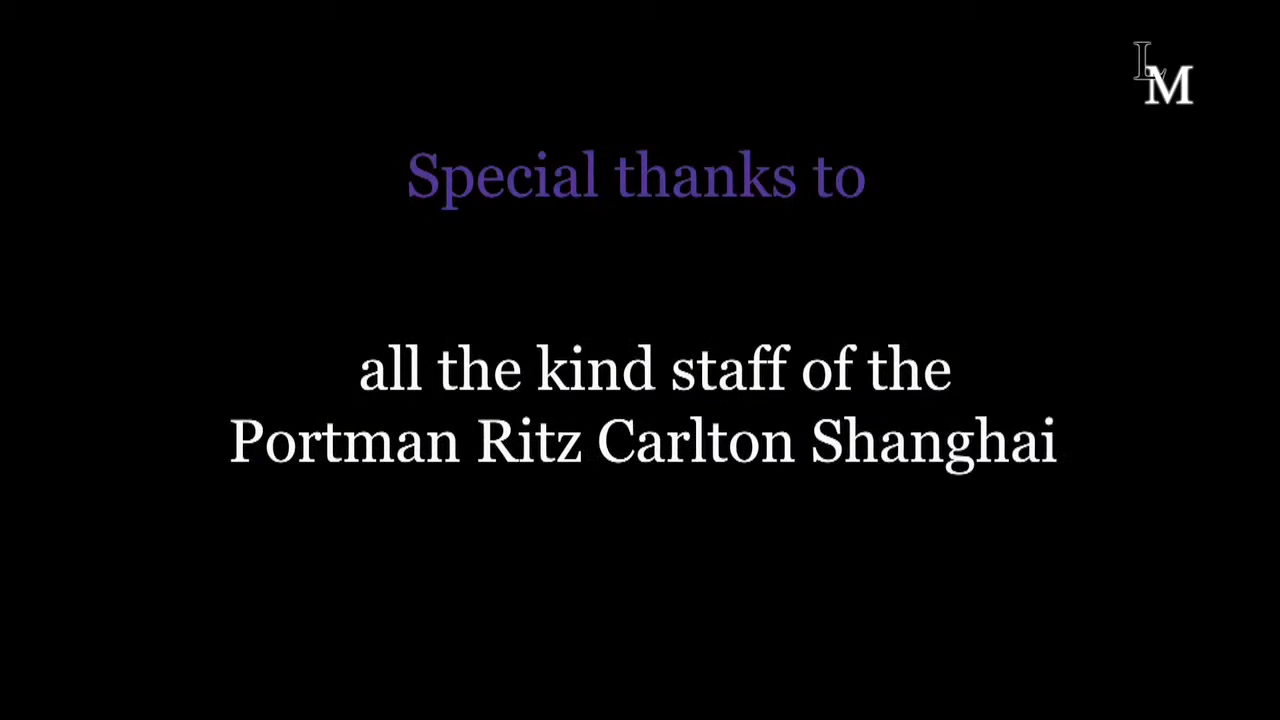 LM
Special thanks to
all the kind staff of the
Portman Ritz Carlton Shanghai